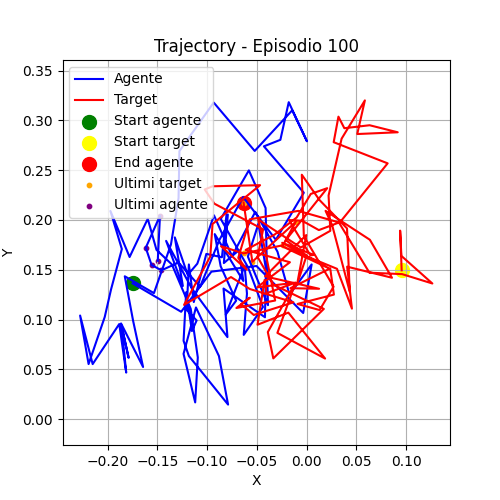 Trajectory - Episodio 100
Agente
Target
Start agente
Start target
End agente
Ultimi target
Ultimi agente
Y
0.35
0.30
0.25
0.20
0.15
0.10
0.05
0.00
−0.20 −0.15 −0.10 −0.05 0.00 0.05 0.10
X